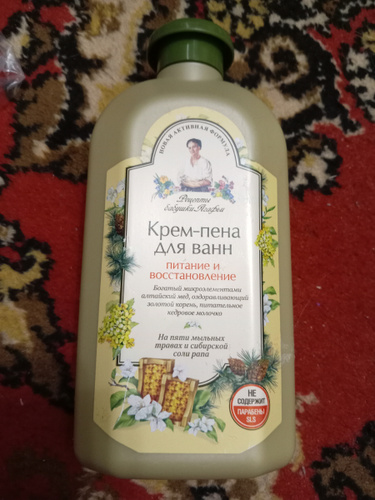 НОВАЯ АКТИВНАЯ ФОРМУЛА
Рецепты
бабушки Агафьи
Крем-пена
для ванн
питание и
восстановление
Богатый микроэлементами
алтайский мед, оздоравливающий
золотой корень, питательное
кедровое молочко
На пяти мыльных
травах и сибирской
соли рапа
НЕ
СОДЕРЖИТ
ПАРАБЕНЫ
SLS